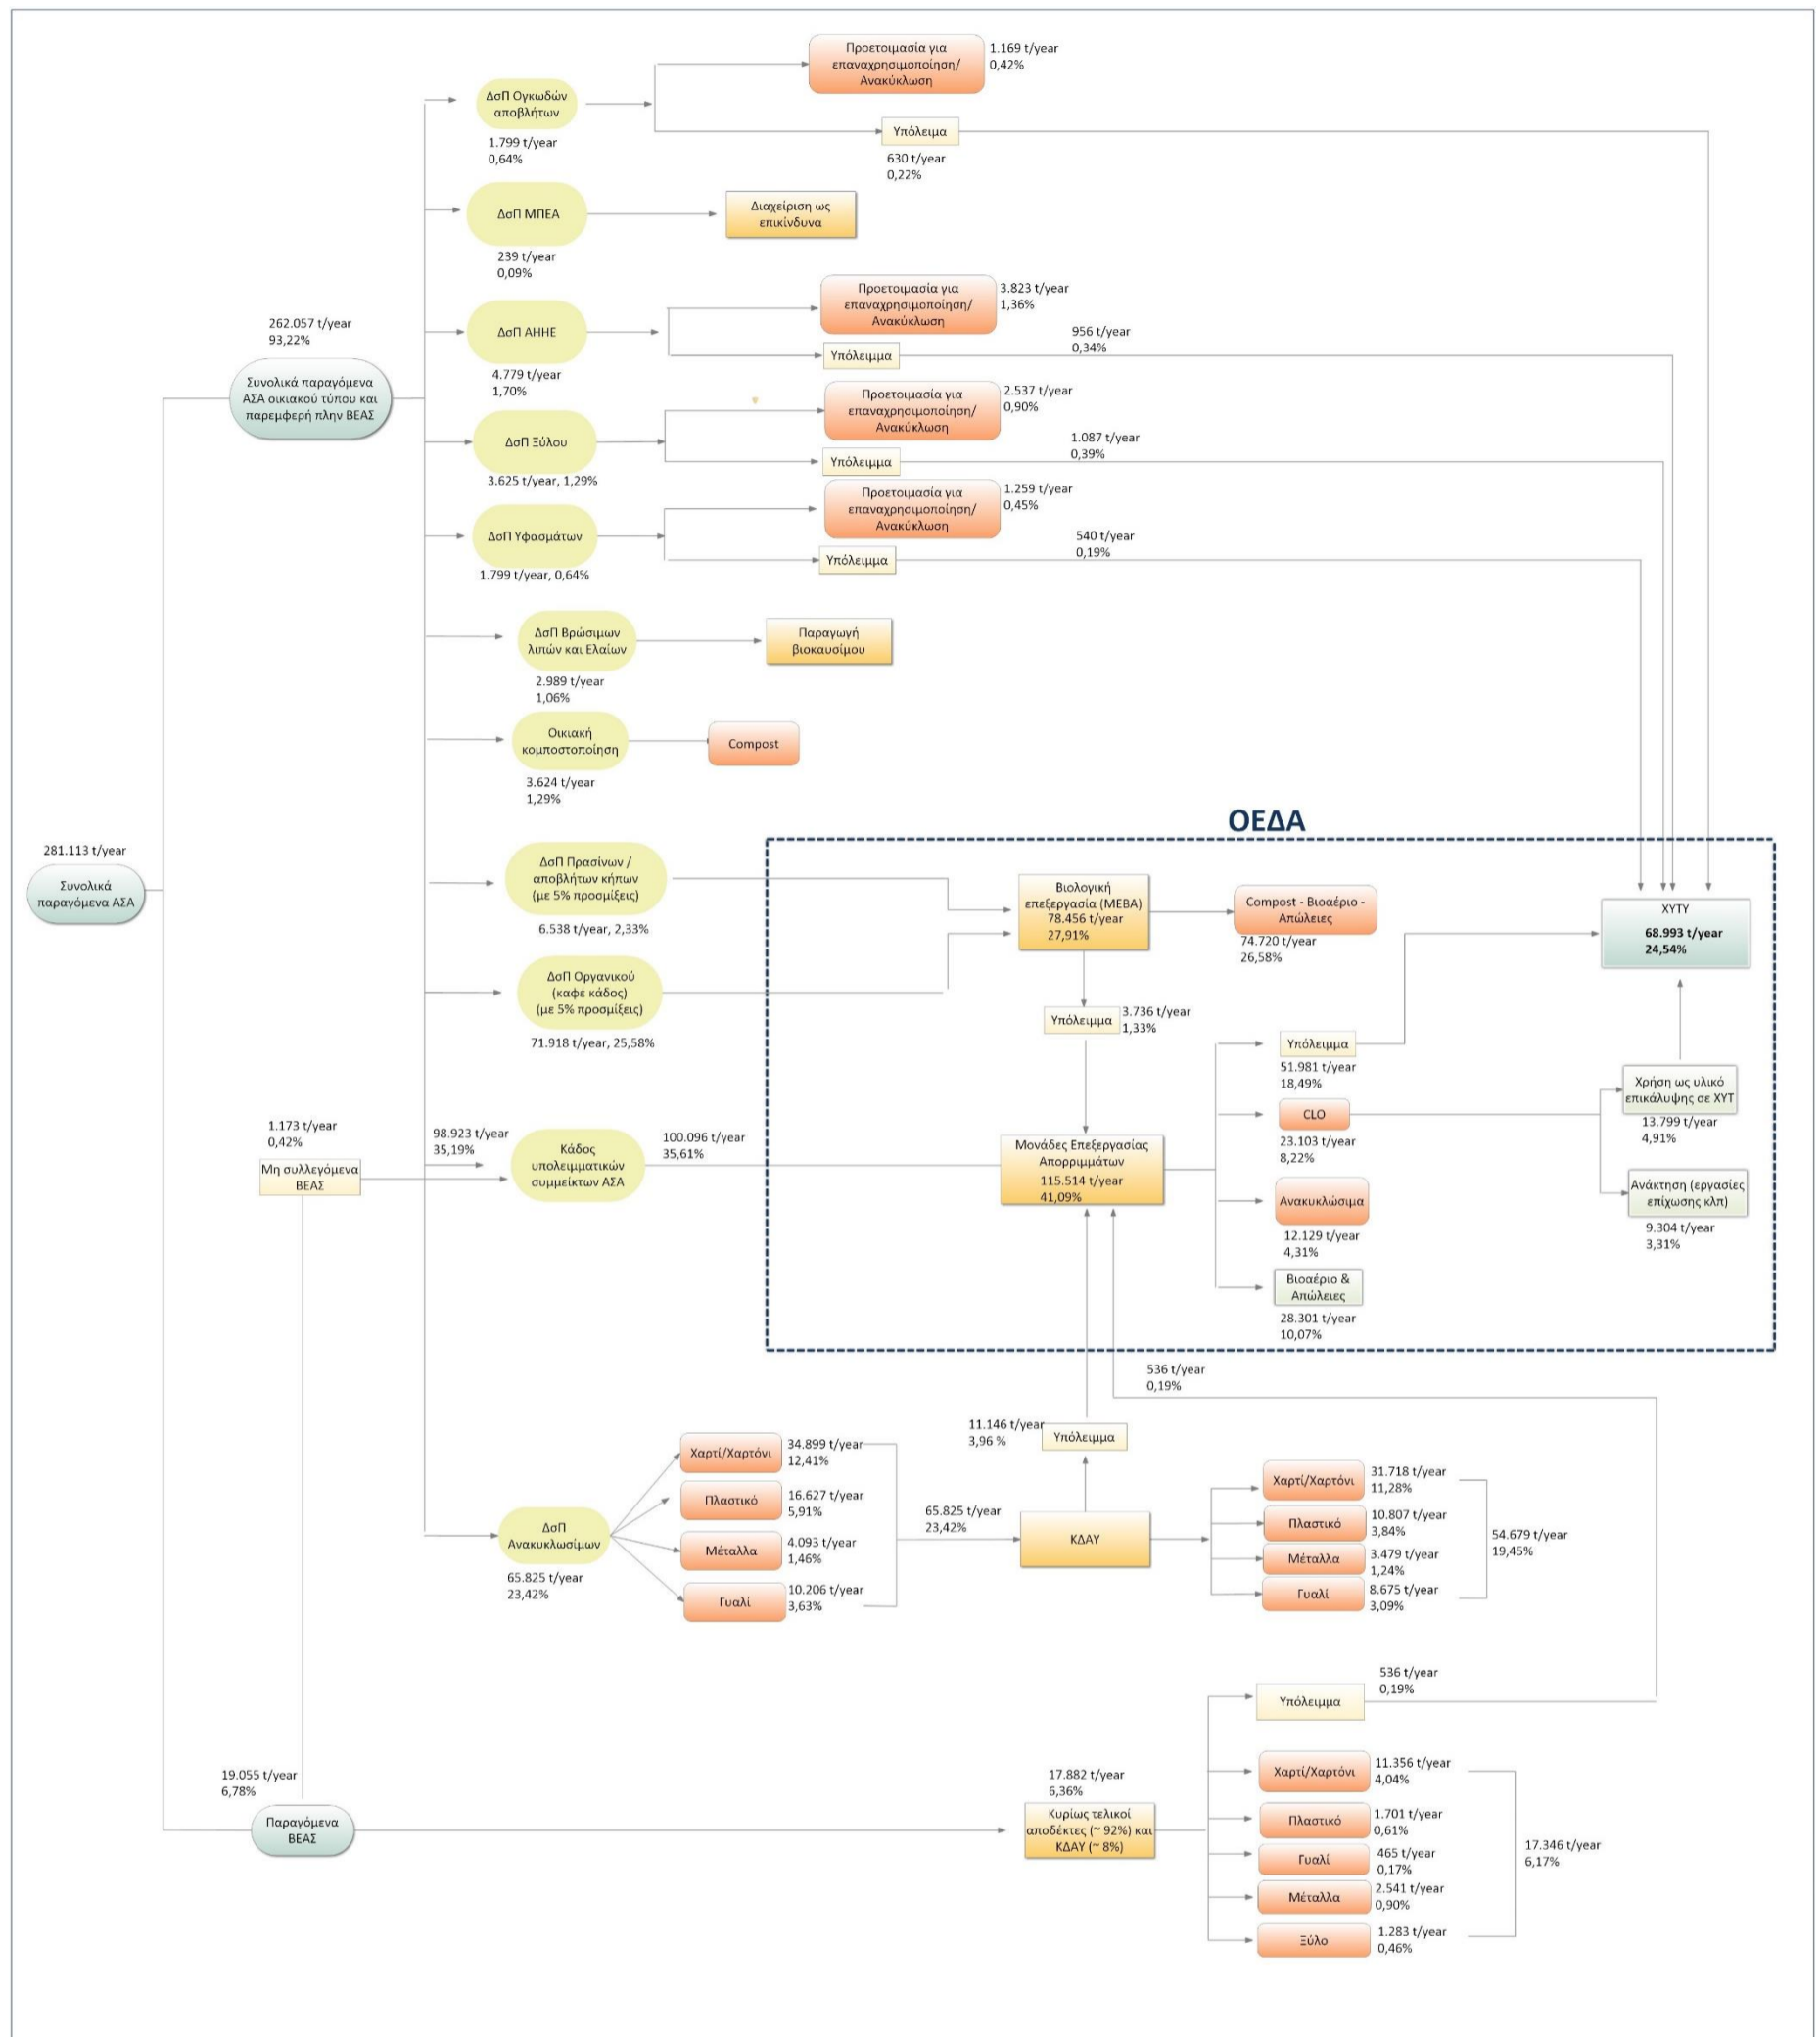 Προετοιμασία για
επαναχρησιμοποίηση/
Ανακύκλωση
1.169 t/year
0,42%
ΔσΠ Ογκωδών
αποβλήτων
1.799 t/year
0,64%
Υπόλειμα
630 t/year
0,22%
ΔσΠ ΜΠΕΑ
239 t/year
0,09%
Διαχείριση ως
επικίνδυνα
262.057 t/year
93,22%
Συνολικά παραγόμενα
ΑΣΑ οικιακού τύπου και
παρεμφερή πλην ΒΕΑΣ
ΔσΠ ΑΗΗΕ
4.779 t/year
1,70%
Προετοιμασία για
επαναχρησιμοποίηση/
Ανακύκλωση
3.823 t/year
1,36%
Υπόλειμμα
956 t/year
0,34%
ΔσΠ Ξύλου
3.625 t/year, 1,29%
Προετοιμασία για
επαναχρησιμοποίηση/
Ανακύκλωση
2.537 t/year
0,90%
Υπόλειμμα
1.087 t/year
0,39%
ΔσΠ Υφασμάτων
1.799 t/year, 0,64%
Προετοιμασία για
επαναχρησιμοποίηση/
Ανακύκλωση
1.259 t/year
0,45%
Υπόλειμμα
540 t/year
0,19%
ΔσΠ Βρώσιμων
λιπών και Ελαίων
2.989 t/year
1,06%
Παραγωγή
βιοκαυσίμου
Οικιακή
κομποστοποίηση
3.624 t/year
1,29%
Compost
281.113 t/year
Συνολικά
παραγόμενα ΑΣΑ
ΟΕΔΑ
ΔσΠ Πρασίνων /
αποβλήτων κήπων
(με 5% προσμίξεις)
6.538 t/year, 2,33%
ΔσΠ Οργανικού
(καφέ κάδος)
(με 5% προσμίξεις)
71.918 t/year, 25,58%
Βιολογική
επεξεργασία (ΜΕΒΑ)
78.456 t/year
27,91%
Compost - Βιοαέριο -
Απώλειες
74.720 t/year
26,58%
ΧΥΤΥ
68.993 t/year
24,54%
Υπόλειμμα
3.736 t/year
1,33%
Υπόλειμμα
51.981 t/year
18,49%
CLO
23.103 t/year
8,22%
Χρήση ως υλικό
επικάλυψης σε ΧΥΤ
13.799 t/year
4,91%
Ανάκτηση (εργασίες
επίχωσης κλπ)
9.304 t/year
3,31%
1.173 t/year
0,42%
Μη συλλεγόμενα
ΒΕΑΣ
98.923 t/year
35,19%
Κάδος
υπολειμματικών
συμμείκτων ΑΣΑ
100.096 t/year
35,61%
Μονάδες Επεξεργασίας
Απορριμμάτων
115.514 t/year
41,09%
Ανακυκλώσιμα
12.129 t/year
4,31%
Βιοαέριο &
Απώλειες
28.301 t/year
10,07%
536 t/year
0,19%
11.146 t/year
3,96 %
Υπόλειμμα
ΔσΠ
Ανακυκλωσίμων
65.825 t/year
23,42%
Χαρτί/Χαρτόνι
34.899 t/year
12,41%
Πλαστικό
16.627 t/year
5,91%
Μέταλλα
4.093 t/year
1,46%
Γυαλί
10.206 t/year
3,63%
65.825 t/year
23,42%
ΚΔΑΥ
Χαρτί/Χαρτόνι
31.718 t/year
11,28%
Πλαστικό
10.807 t/year
3,84%
Μέταλλα
3.479 t/year
1,24%
Γυαλί
8.675 t/year
3,09%
54.679 t/year
19,45%
536 t/year
0,19%
Υπόλειμμα
19.055 t/year
6,78%
Παραγόμενα
ΒΕΑΣ
17.882 t/year
6,36%
Κυρίως τελικοί
αποδέκτες (~ 92%) και
ΚΔΑΥ (~ 8%)
Χαρτί/Χαρτόνι
11.356 t/year
4,04%
Πλαστικό
1.701 t/year
0,61%
Γυαλί
465 t/year
0,17%
Μέταλλα
2.541 t/year
0,90%
Ξύλο
1.283 t/year
0,46%
17.346 t/year
6,17%